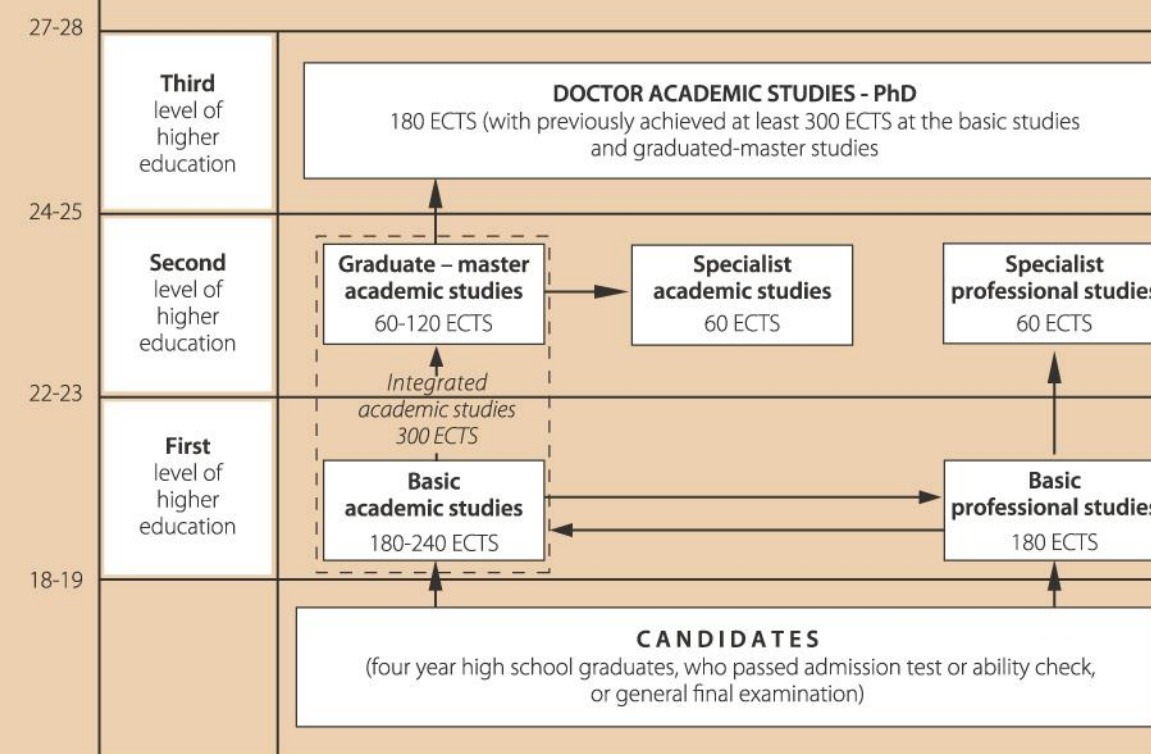 27-28
Third
level of
higher
education
DOCTOR ACADEMIC STUDIES - PhD
180 ECTS (with previously achieved at least 300 ECTS at the basic studies
and graduated-master studies
24-25
Second
level of
higher
education
Graduate – master
academic studies
60-120 ECTS
Specialist
academic studies
60 ECTS
Specialist
professional studies
60 ECTS
22-23
Integrated
academic studies
300 ECTS
First
level of
higher
education
Basic
academic studies
180-240 ECTS
Basic
professional studies
180 ECTS
18-19
CANDIDATES
(four year high school graduates, who passed admission test or ability check,
or general final examination)